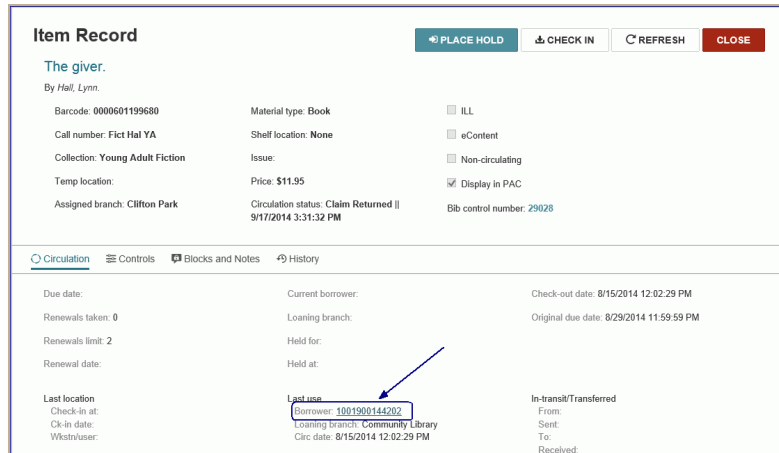 Item Record
PLACE HOLD
CHECK IN
REFRESH
CLOSE
The giver.
By Hall, Lynn.
Barcode: 0000601199680
Material type: Book
ILL
Call number: Fict Hal YA
Shelf location: None
eContent
Collection: Young Adult Fiction
Issue:
Non-circulating
Temp location:
Price: $11.95
Display in PAC
Assigned branch: Clifton Park
Circulation status: Claim Returned ||
9/17/2014 3:31:32 PM
Bib control number: 29028
Circulation
Controls
Blocks and Notes
History
Due date:
Current borrower:
Check-out date: 8/15/2014 12:02:29 PM
Renewals taken: 0
Loaning branch:
Original due date: 8/29/2014 11:59:59 PM
Renewals limit: 2
Held for:
Renewal date:
Held at:
Last location
Last use
In-transit/Transferred
Check-in at:
Borrower: 1001900144202
From:
Ck-in date:
Loaning branch: Community Library
Sent:
Wkstn/user:
Circ date: 8/15/2014 12:02:29 PM
To:
Received: